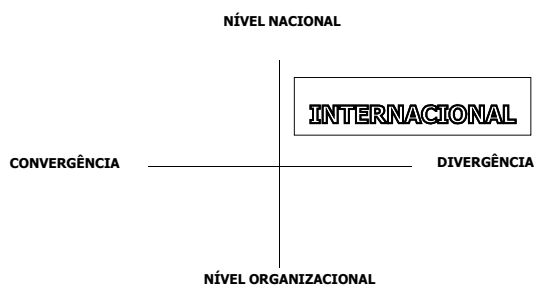 NÍVEL NACIONAL
INTERNACIONAL
CONVERGÊNCIA
DIVERGÊNCIA
NÍVEL ORGANIZACIONAL